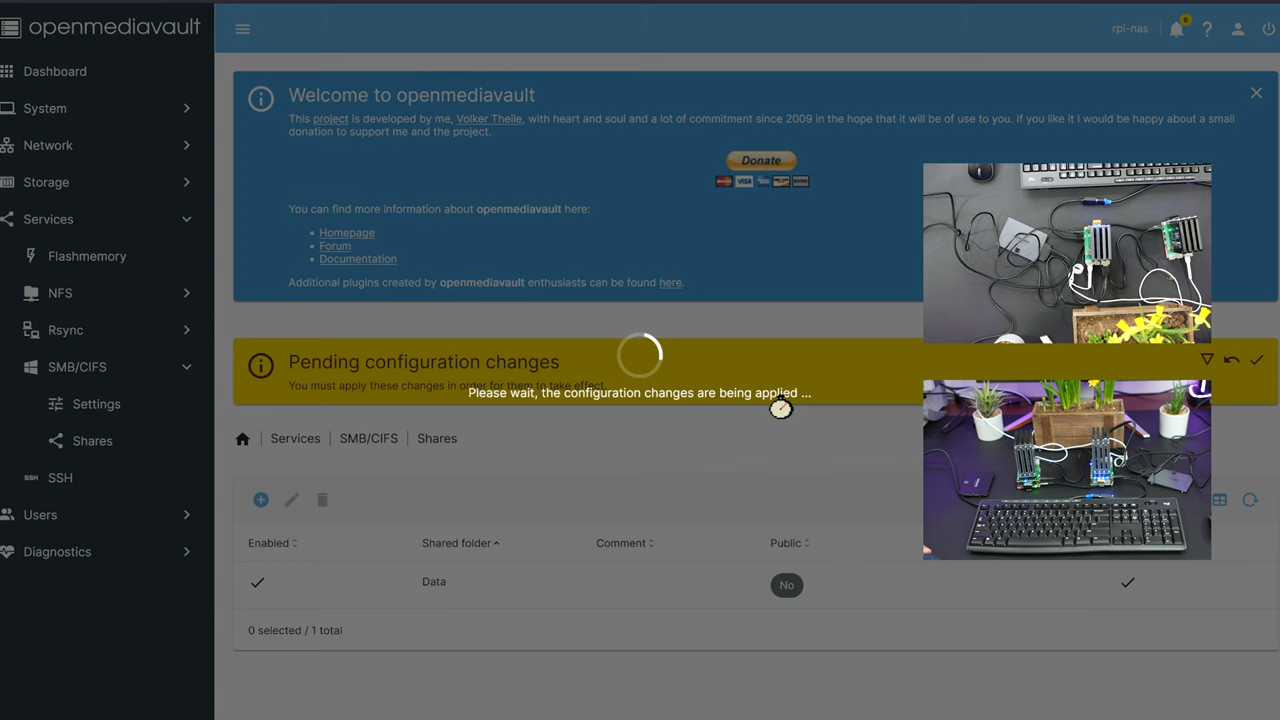 openmediavault
rpl-nas
6
Dashboard
System
Network
Storage
Services
Flashmemory
NFS
Rsync
SMB/CIFS
Settings
Shares
SSH
SSH
Users
Diagnostics
Welcome to openmediavault
This project is developed by me, Volker Theile, with heart and soul and a lot of commitment since 2009 in the hope that it will be of use to you. If you like it I would be happy about a small
donation to support me and the project.
Donate
VISA
You can find more information about openmediavault here:
Homepage
Forum
Documentation
Additional plugins created by openmediavault enthusiasts can be found here.
Pending configuration changes
You must apply these changes in order for them to take effect.
Please wait, the configuration changes are being applied ...
Services | SMB/CIFS | Shares
Enabled Shared folder Comment Public
Data No
0 selected / 1 total